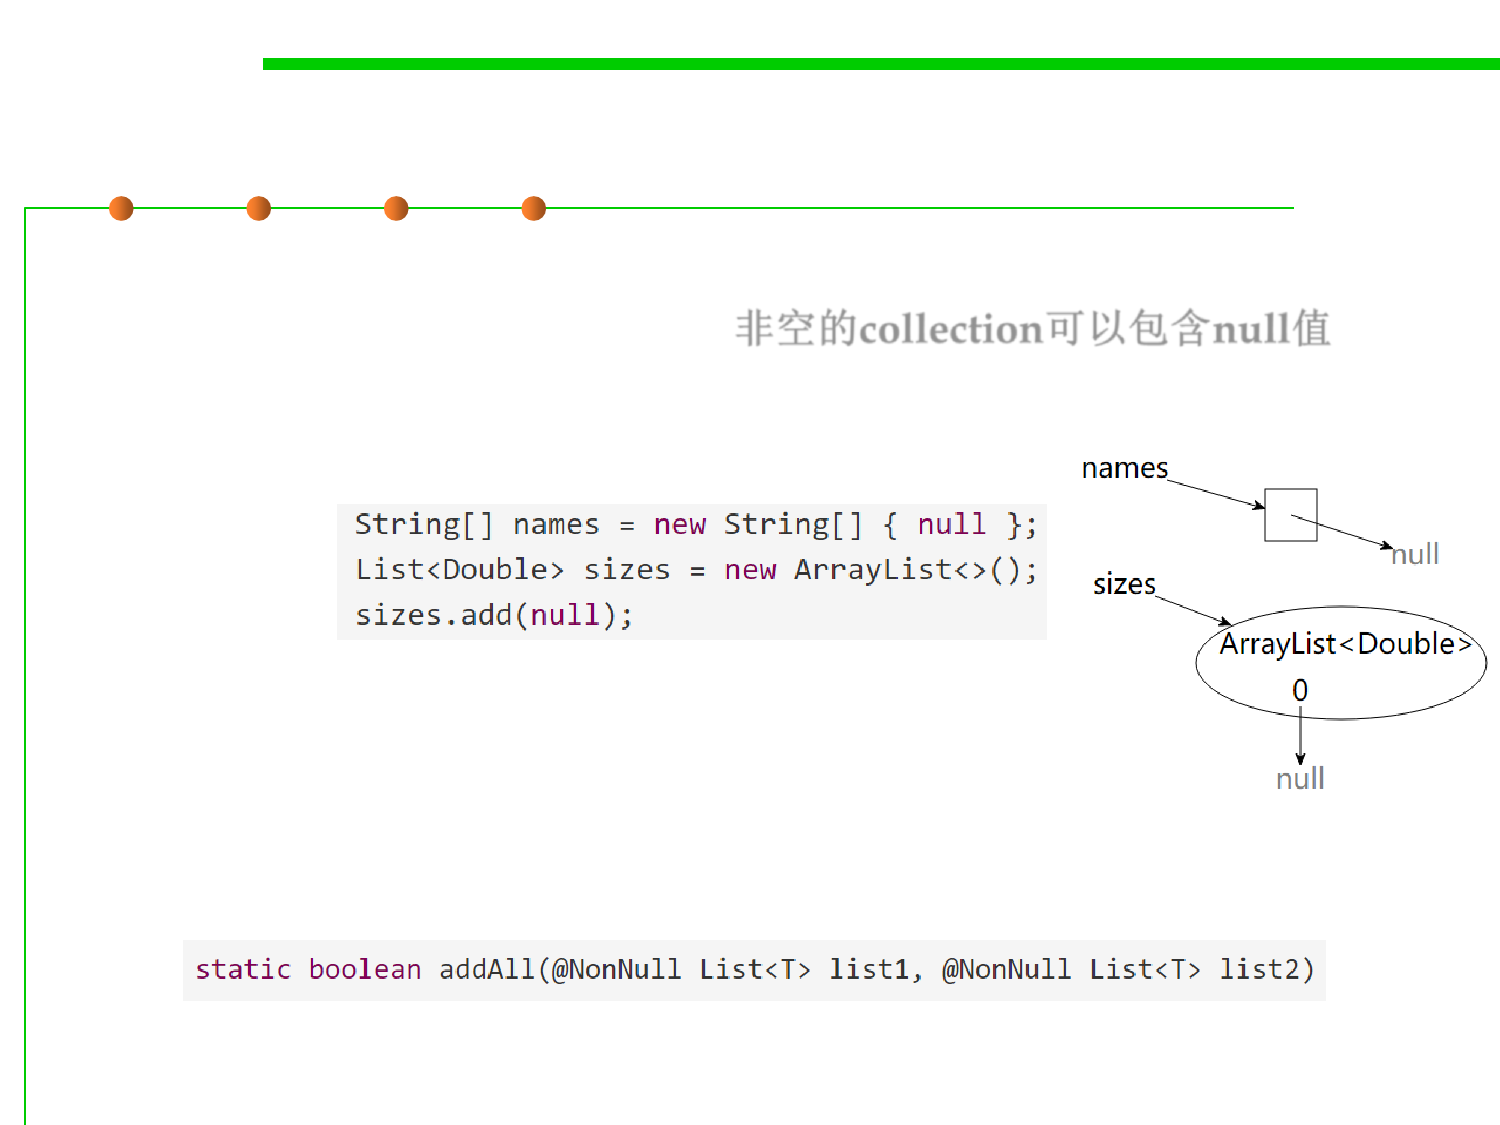 非空的collection可以包含null值
String[] names = new String[] { null };
List<Double> sizes = new ArrayList<>();
sizes.add(null);
names
null
sizes
ArrayList<Double>
0
null
static boolean addAll(@NonNull List<T> list1, @NonNull List<T> list2)